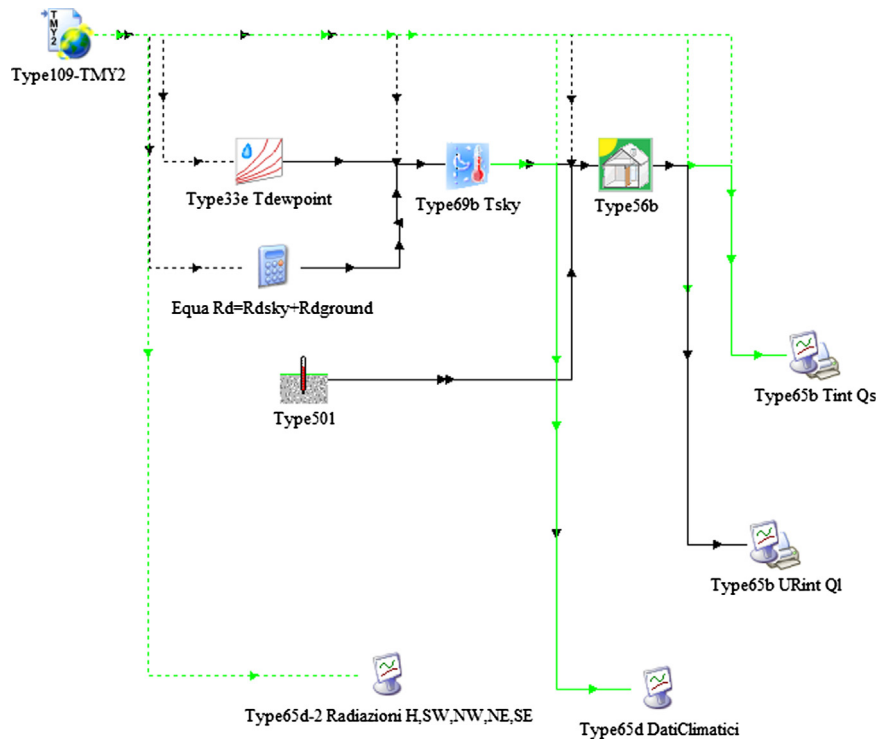 TMY2
Type109-TMY2
Type33e Tdewpoint
Type69b Tsky
Type56b
Equa Rd=Rdsky+Rdground
Type501
Type65b Tint Qs
Type65b URint Ql
Type65d-2 Radiazioni H,SW,NW,NE,SE
Type65d DatiClimatici